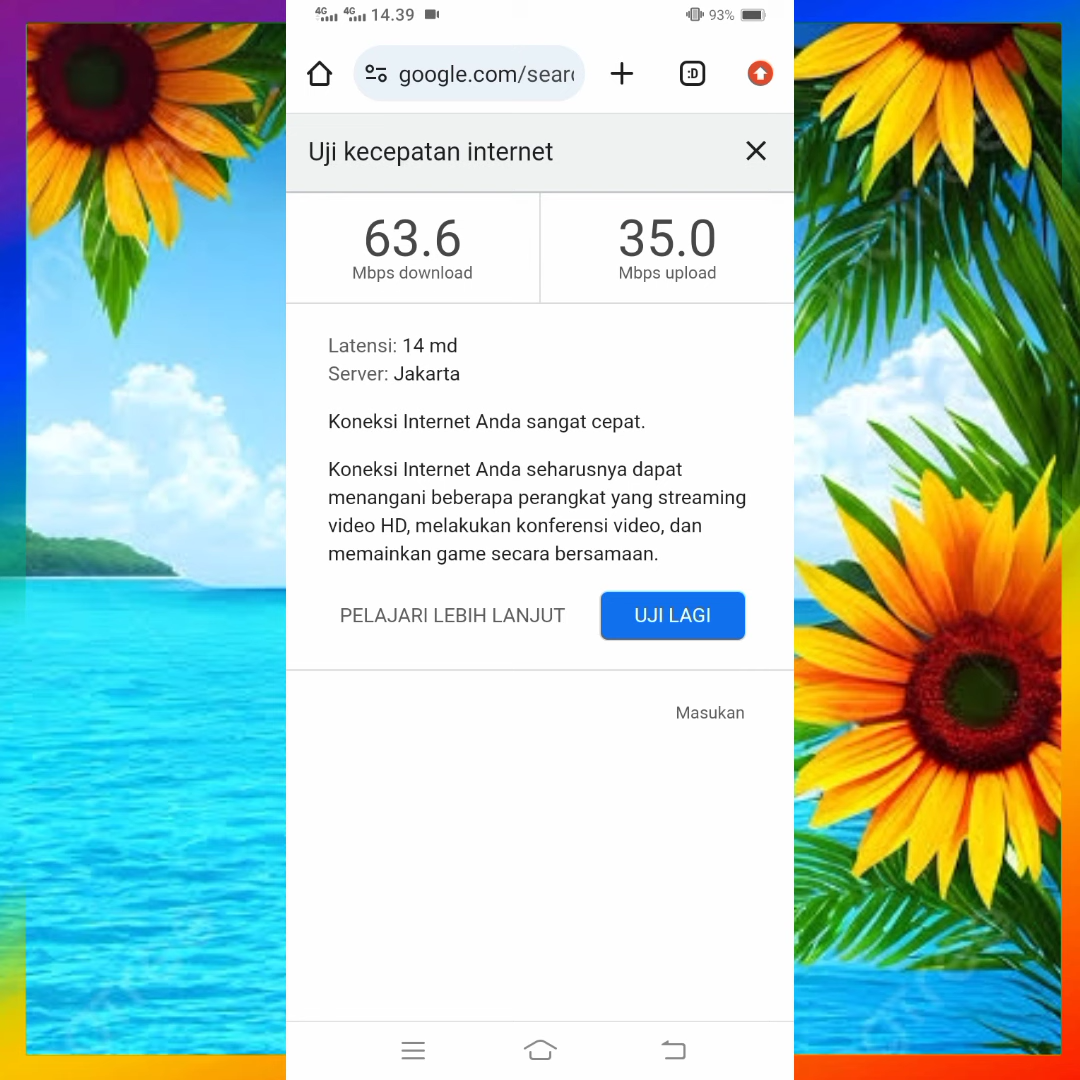 4G 4G 14.39 93%
google.com/sear
:D
Uji kecepatan internet
63.6 35.0
Mbps download Mbps upload
Latensi: 14 md
Server: Jakarta
Koneksi Internet Anda sangat cepat.
Koneksi Internet Anda seharusnya dapat
menangani beberapa perangkat yang streaming
video HD, melakukan konferensi video, dan
memainkan game secara bersamaan.
PELAJARI LEBIH LANJUT UJI LAGI
Masukan